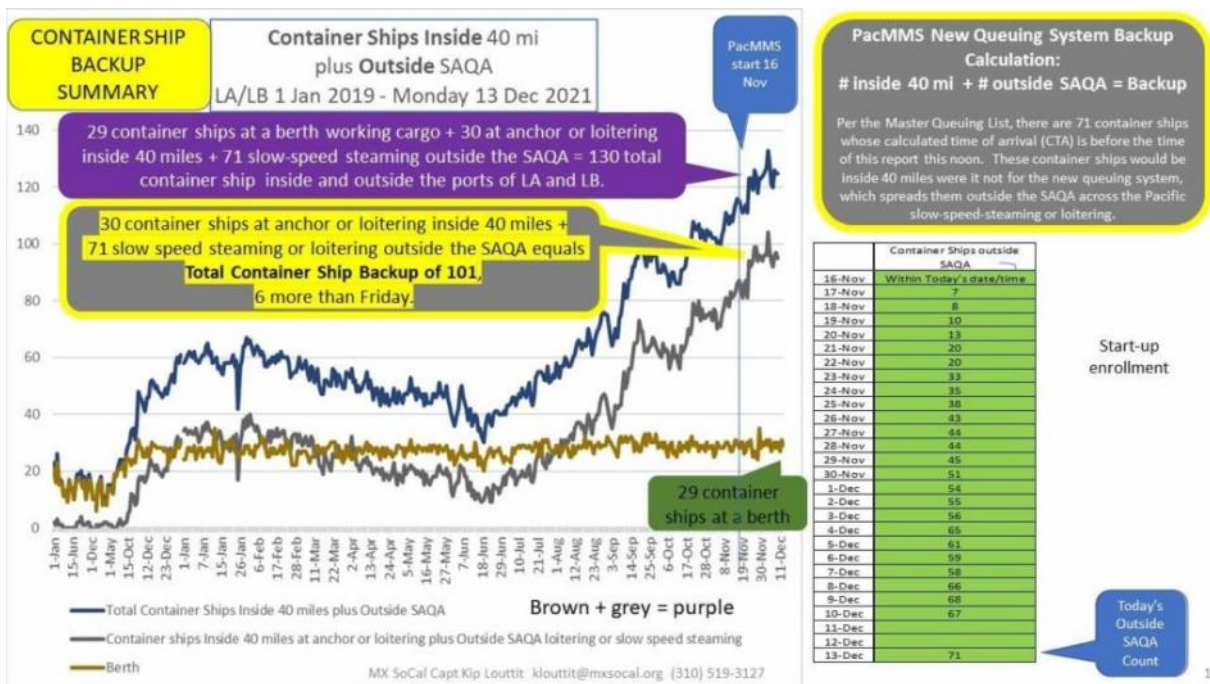 CONTAINER SHIP
BACKUP
SUMMARY
Container Ships Inside 40 mi
plus Outside SAQA
LA/LB 1 Jan 2019 - Monday 13 Dec 2021
PacMMS
start 16
Nov
29 container ships at a berth working cargo + 30 at anchor or loitering
inside 40 miles + 71 slow-speed steaming outside the SAQA = 130 total
container ship inside and outside the ports of LA and LB.
30 container ships at anchor or loitering inside 40 miles +
71 slow speed steaming or loitering outside the SAQA equals
Total Container Ship Backup of 101,
6 more than Friday.
140
120
100
80
60
40
20
0
29 container
ships at a berth
1-Jan
15-Jun
1-Dec
1-May
15-Oct
12-Dec
23-Dec
1-Jan
7-Jan
15-Jan
26-Jan
6-Feb
17-Feb
28-Feb
11-Mar
22-Mar
2-Apr
13-Apr
24-Apr
5-May
16-May
27-May
7-Jun
18-Jun
29-Jun
10-Jul
21-Jul
1-Aug
12-Aug
23-Aug
3-Sep
14-Sep
25-Sep
6-Oct
17-Oct
28-Oct
8-Nov
19-Nov
30-Nov
11-Dec
Total Container Ships Inside 40 miles plus Outside SAQA
Brown + grey = purple
Container ships Inside 40 miles at anchor or loitering plus Outside SAQA loitering or slow speed steaming
Berth
MX SoCal Capt Kip Louttit klouttit@mxsocal.org (310) 519-3127
PacMMS New Queuing System Backup
Calculation:
# inside 40 mi + # outside SAQA = Backup
Per the Master Queuing List, there are 71 container ships
whose calculated time of arrival (CTA) is before the time
of this report this noon. These container ships would be
inside 40 miles were it not for the new queuing system,
which spreads them outside the SAQA across the Pacific
slow-speed-steaming or loitering.
Container Ships outside
SAQA
16-Nov Within Today's date/time
17-Nov 7
18-Nov 8
19-Nov 10
20-Nov 13
21-Nov 20
22-Nov 20
23-Nov 33
24-Nov 35
25-Nov 38
26-Nov 43
27-Nov 44
28-Nov 44
29-Nov 45
30-Nov 51
1-Dec 54
2-Dec 55
3-Dec 56
4-Dec 65
5-Dec 61
6-Dec 59
7-Dec 58
8-Dec 66
9-Dec 68
10-Dec 67
11-Dec
12-Dec
13-Dec 71
Start-up
enrollment
Today's
Outside
SAQA
Count
1